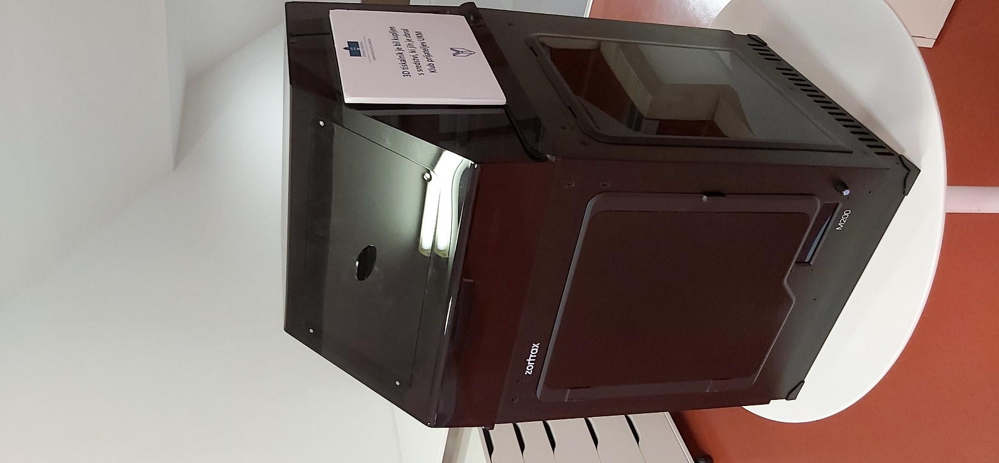 3D tiskalnik je bil kupljen
s sredstvi, ki jih je zbral
Klub prijateljev UKM
zortrax
M200